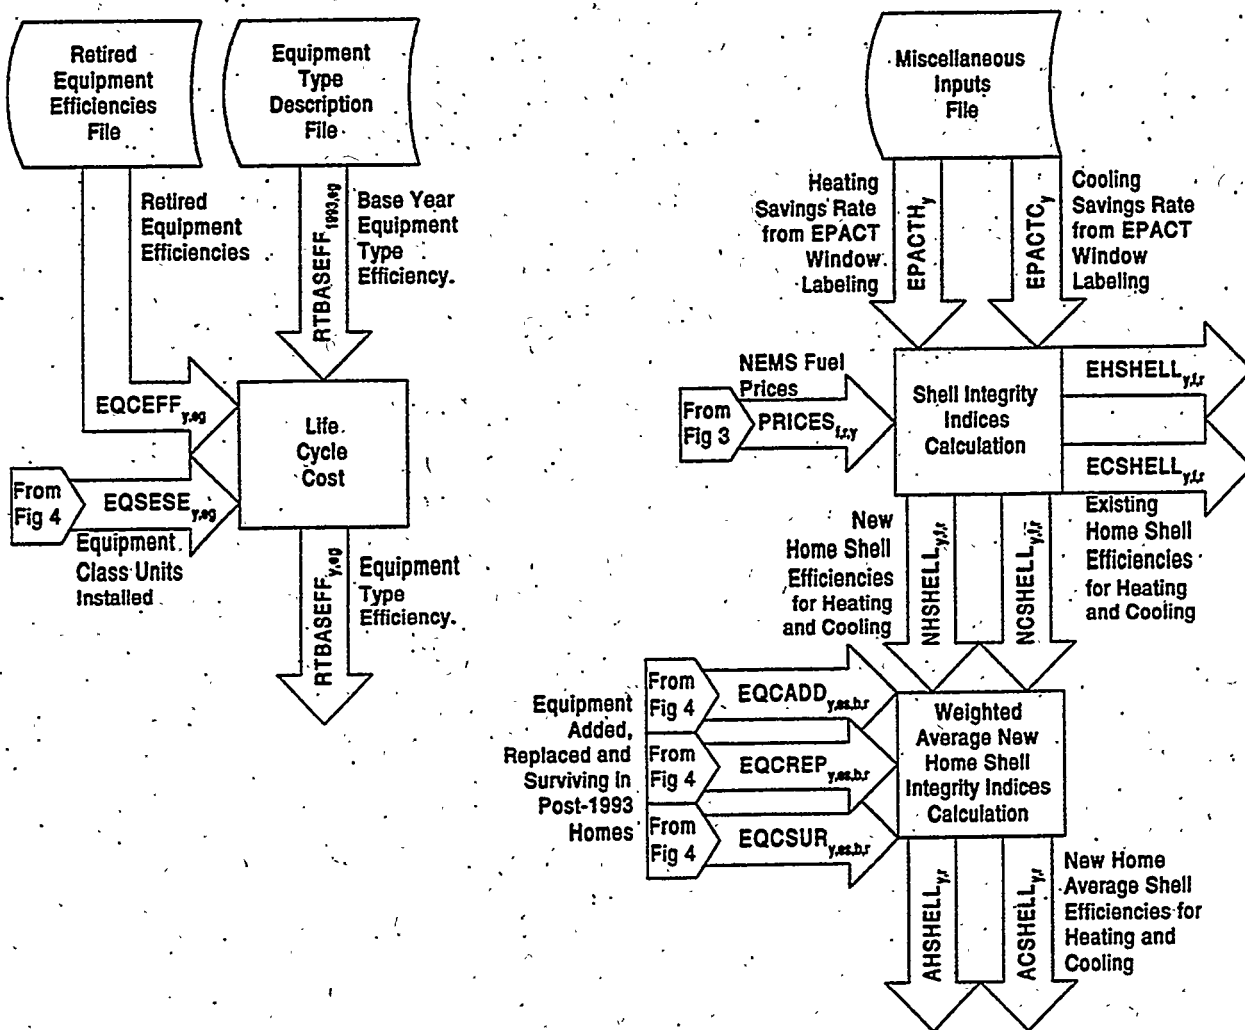 Retired
Equipment
Efficiencies
File
Equipment
Type
Description
File
Retired
Equipment
Efficiencies
RTBASEFF1993,eg
Base Year
Equipment
Type
Efficiency.
EQCEFFy,eg
From
Fig 4
EQSESEy,eg
Equipment
Class Units
Installed
Life
Cycle
Cost
RTBASEFFy,eg
Equipment
Type
Efficiency.
Miscellaneous
Inputs
File
Heating
Savings Rate
from EPACT
Window
Labeling
EPACTHy
EPACTCy
Cooling
Savings Rate
from EPACT
Window
Labeling
NEMS Fuel
Prices
From
Fig 3
PRICESf,r,y
Shell Integrity
Indices
Calculation
EHSHELLy,f,r
ECSHELLy,f,r
Existing
Home Shell
Efficiencies
for Heating
and Cooling
New
Home Shell
Efficiencies
for Heating
and Cooling
NHSHELLy,f,r
NCSHELLy,f,r
Equipment
Added,
Replaced and
Surviving in
Post-1993
Homes
From
Fig 4
EQCADDy,es,b,r
From
Fig 4
EQCREPy,es,b,r
From
Fig 4
EQCSURy,es,b,r
Weighted
Average New
Home Shell
Integrity Indices
Calculation
AHSHELLy,r
ACSHELLy,r
New Home
Average Shell
Efficiencies for
Heating and
Cooling